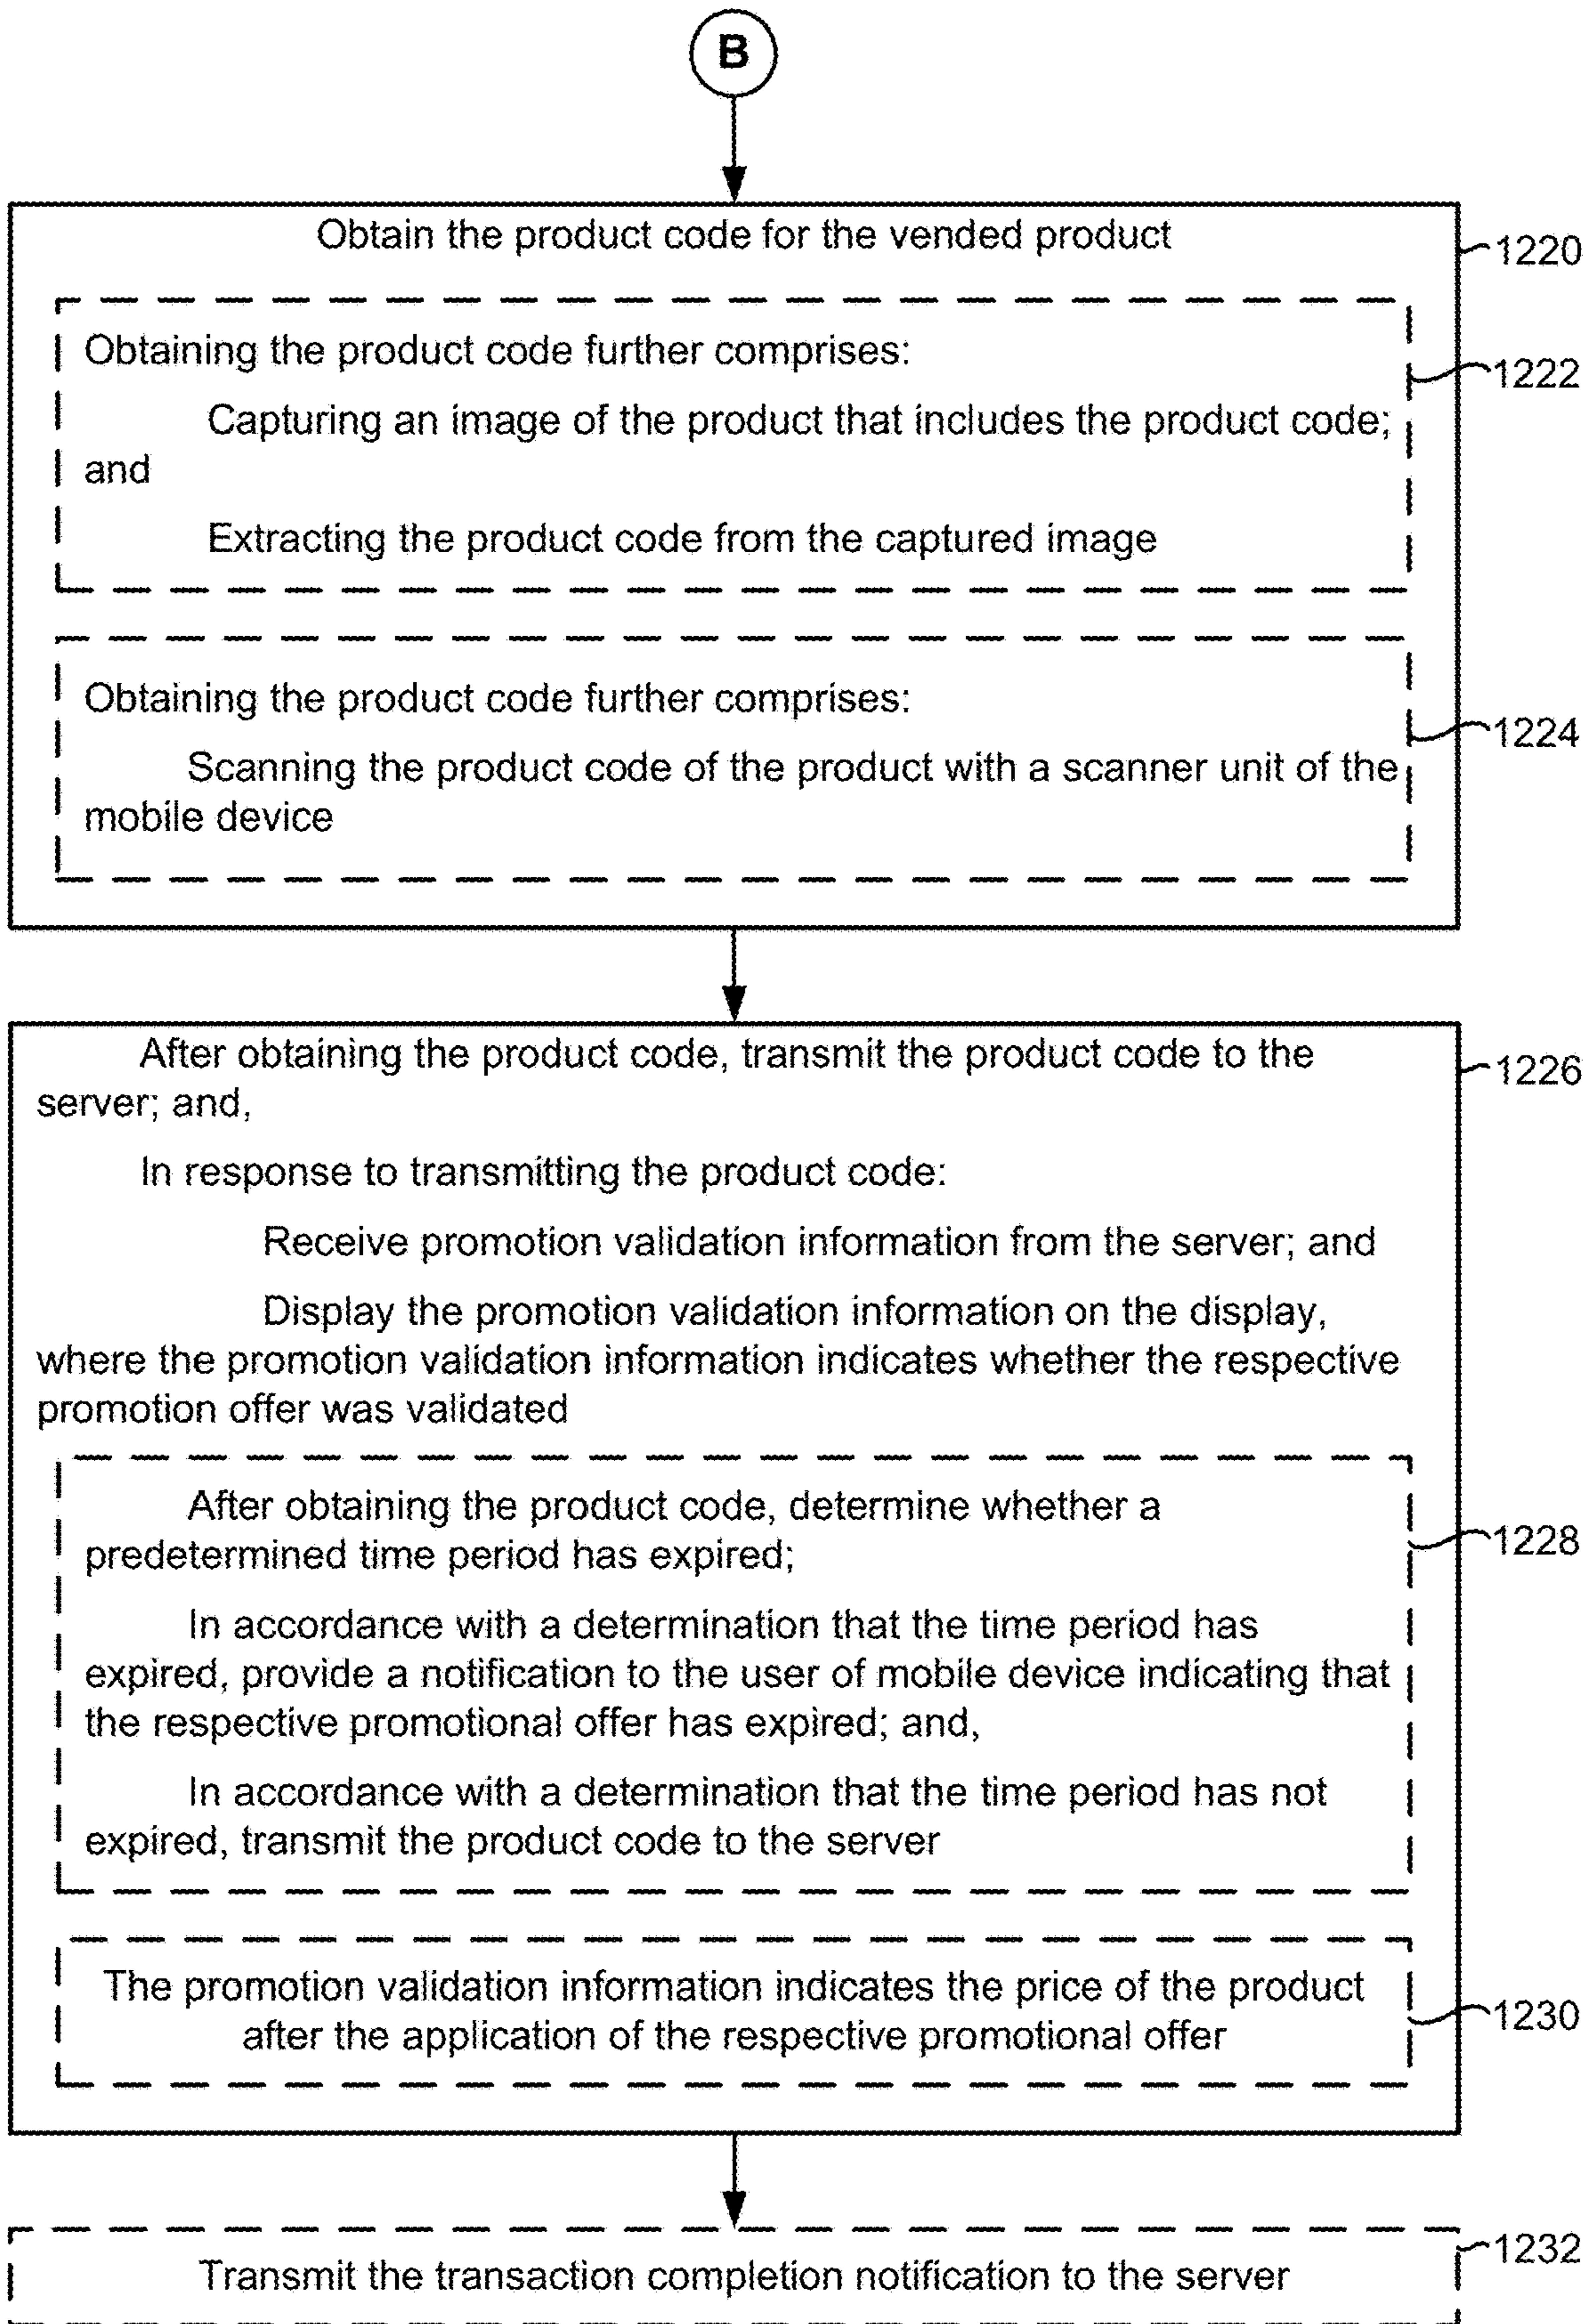 B
Obtain the product code for the vended product
1220
Obtaining the product code further comprises:
1222
Capturing an image of the product that includes the product code;
and
Extracting the product code from the captured image
Obtaining the product code further comprises:
1224
Scanning the product code of the product with a scanner unit of the
mobile device
After obtaining the product code, transmit the product code to the
1226
server; and,
In response to transmitting the product code:
Receive promotion validation information from the server; and
Display the promotion validation information on the display,
where the promotion validation information indicates whether the respective
promotion offer was validated
After obtaining the product code, determine whether a
1228
predetermined time period has expired;
In accordance with a determination that the time period has
expired, provide a notification to the user of mobile device indicating that
the respective promotional offer has expired; and,
In accordance with a determination that the time period has not
expired, transmit the product code to the server
The promotion validation information indicates the price of the product
1230
after the application of the respective promotional offer
1232
Transmit the transaction completion notification to the server